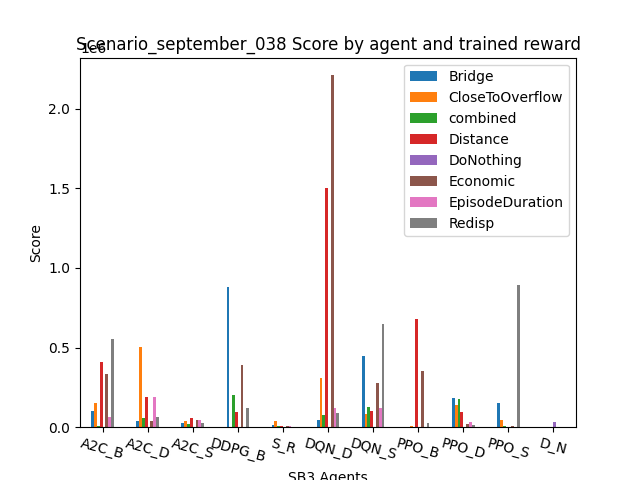 Scenario_september_038 Score by agent and trained reward
1e6
Bridge
CloseToOverflow
combined
Distance
DoNothing
Economic
EpisodeDuration
Redisp
Score
2.0
1.5
1.0
0.5
0.0
A2C_B A2C_D A2C_S DDPG_B S_R DQN_D DQN_S PPO_B PPO_D PPO_S D_N
SB3 Agents